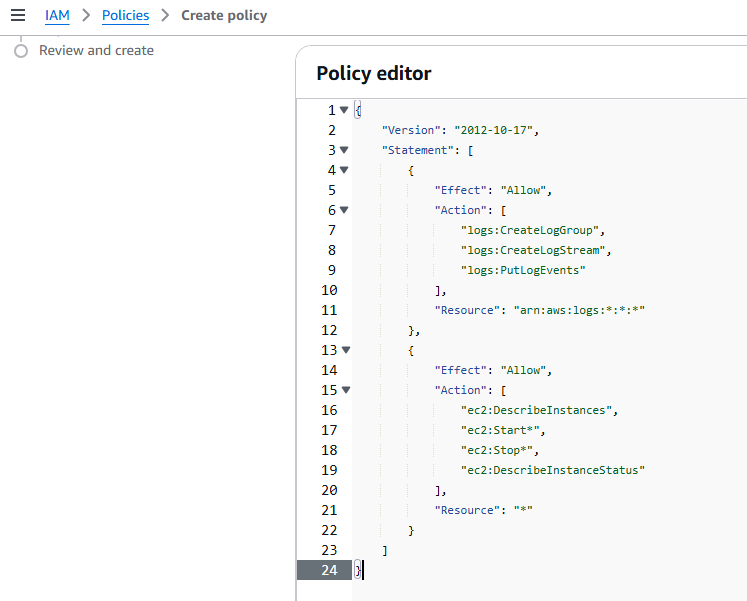 IAM > Policies > Create policy
Review and create
Policy editor
1 {
2     "Version": "2012-10-17",
3     "Statement": [
4         {
5             "Effect": "Allow",
6             "Action": [
7                 "logs:CreateLogGroup",
8                 "logs:CreateLogStream",
9                 "logs:PutLogEvents"
10             ],
11             "Resource": "arn:aws:logs:*:*:*"
12         },
13         {
14             "Effect": "Allow",
15             "Action": [
16                 "ec2:DescribeInstances",
17                 "ec2:Start*",
18                 "ec2:Stop*",
19                 "ec2:DescribeInstanceStatus"
20             ],
21             "Resource": "*"
22         }
23     ]
24 }